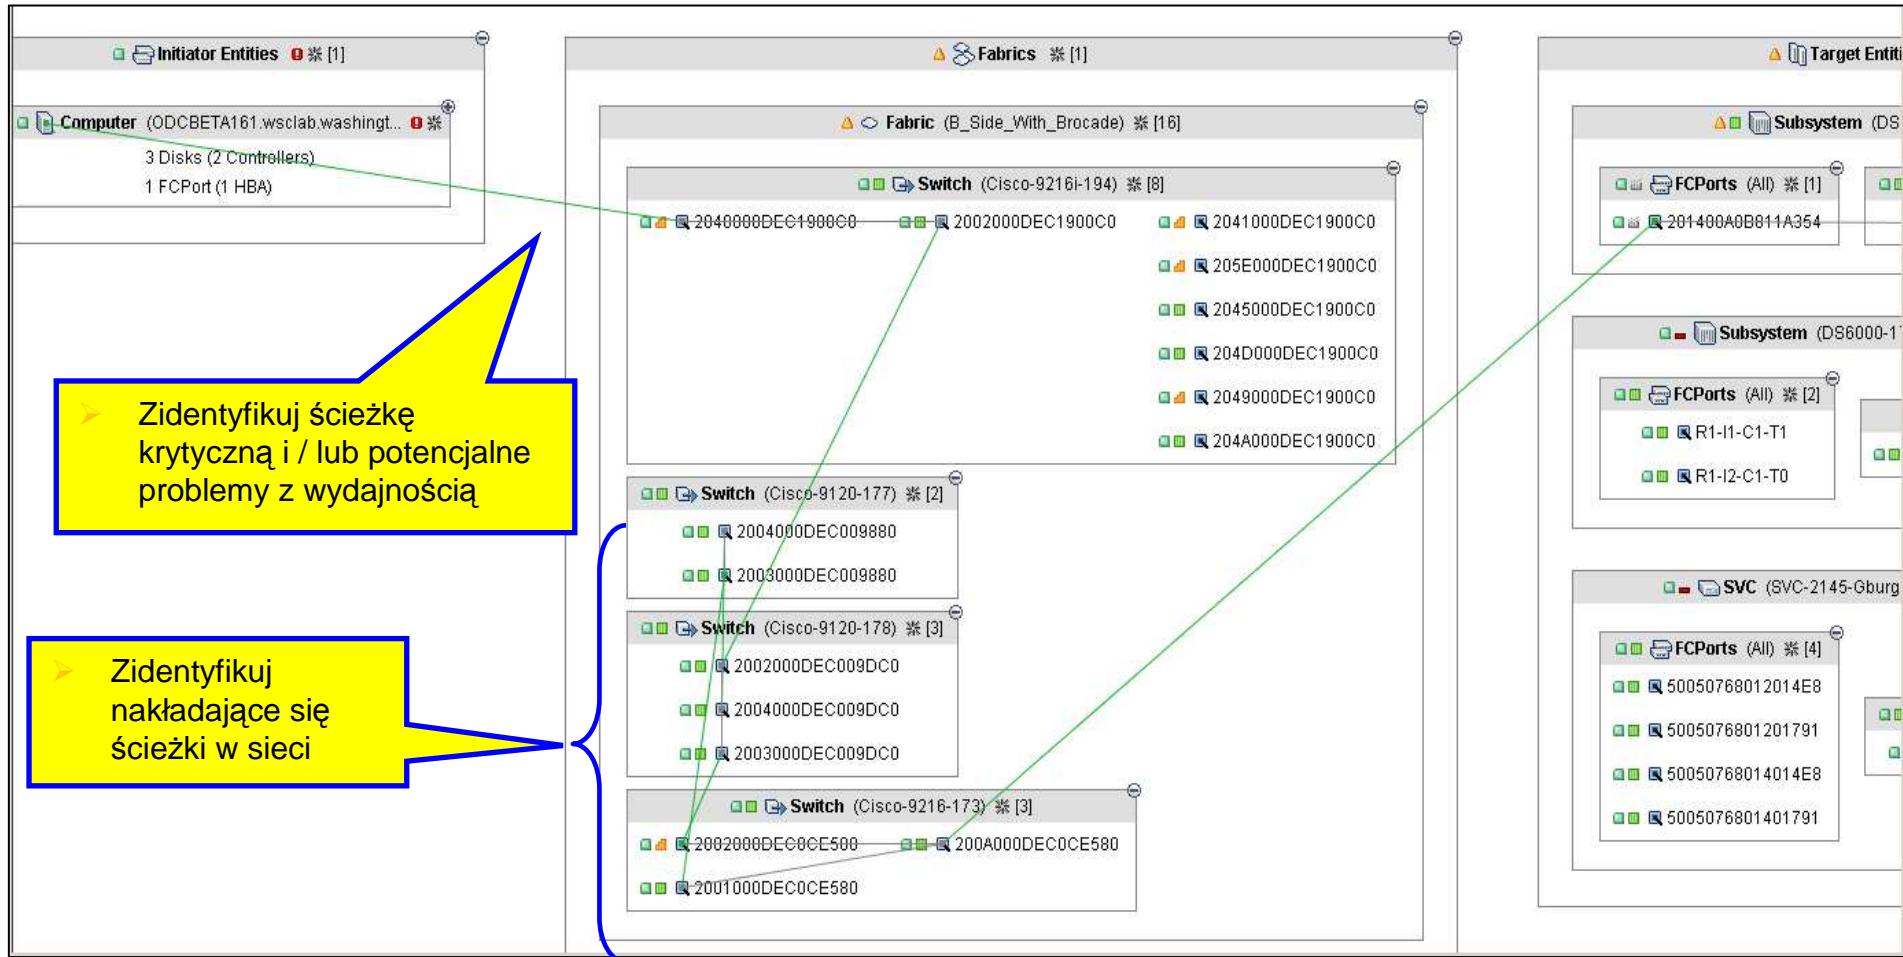 Initiator Entities [1]
Computer (ODCBETA161.wsclab.washingt...
3 Disks (2 Controllers)
1 FCPort (1 HBA)
Zidentyfikuj ścieżkę
krytyczną i / lub potencjalne
problemy z wydajnością
Zidentyfikuj
nakładające się
ścieżki w sieci
Fabrics [1]
Fabric (B_Side_With_Brocade) [16]
Switch (Cisco-9216i-194) [8]
2040000DEC1900C0 2002000DEC1900C0 2041000DEC1900C0
205E000DEC1900C0
2045000DEC1900C0
204D000DEC1900C0
2049000DEC1900C0
204A000DEC1900C0
Switch (Cisco-9120-177) [2]
2004000DEC009880
2003000DEC009880
Switch (Cisco-9120-178) [3]
2002000DEC009DC0
2004000DEC009DC0
2003000DEC009DC0
Switch (Cisco-9216-173) [3]
2002000DEC0CE580 200A000DEC0CE580
2001000DEC0CE580
Target Entiti
Subsystem (DS
FCPorts (All) [1]
201400A0B811A354
Subsystem (DS6000-1
FCPorts (All) [2]
R1-I1-C1-T1
R1-I2-C1-T0
SVC (SVC-2145-Gburg
FCPorts (All) [4]
50050768012014E8
5005076801201791
50050768014014E8
5005076801401791